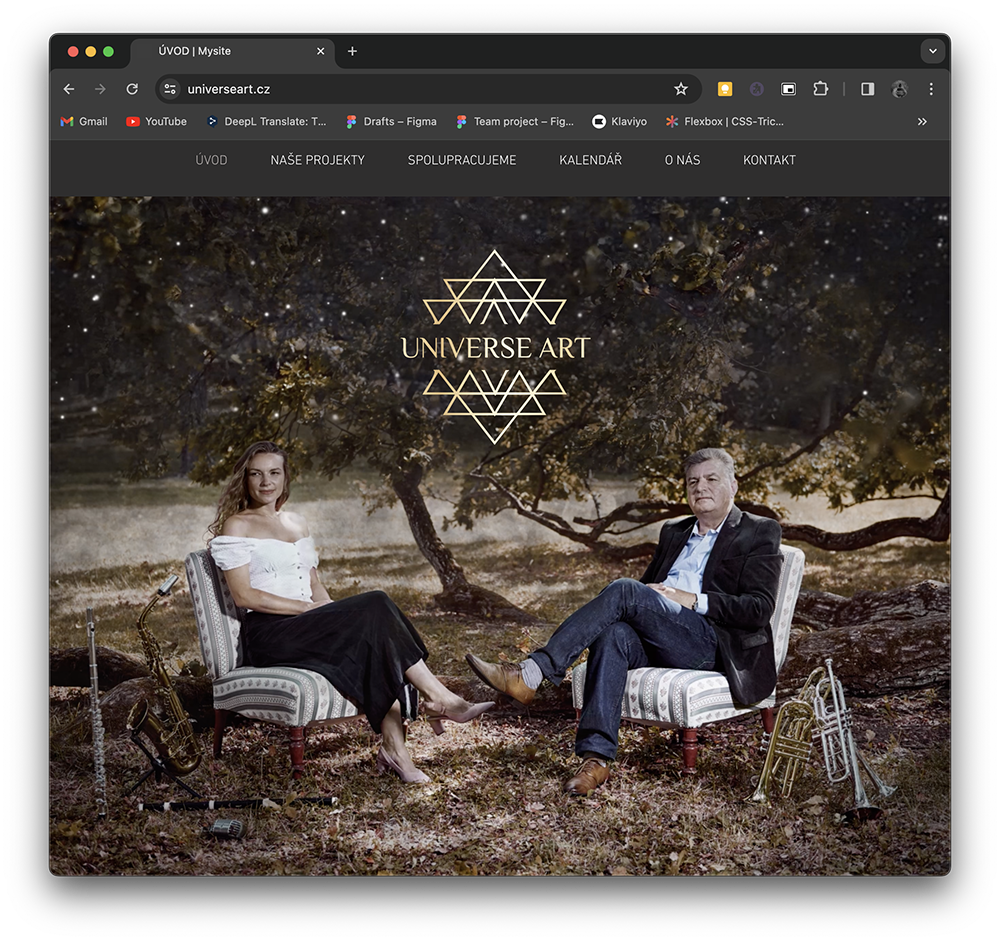 ÚVOD | Mysite
universeart.cz
Gmail YouTube DeepL Translate: T... Drafts – Figma Team project – Fig... Klaviyo Flexbox | CSS-Tric...
ÚVOD NAŠE PROJEKTY SPOLUPRACUJEME KALENDÁŘ O NÁS KONTAKT
UNIVERSE ART